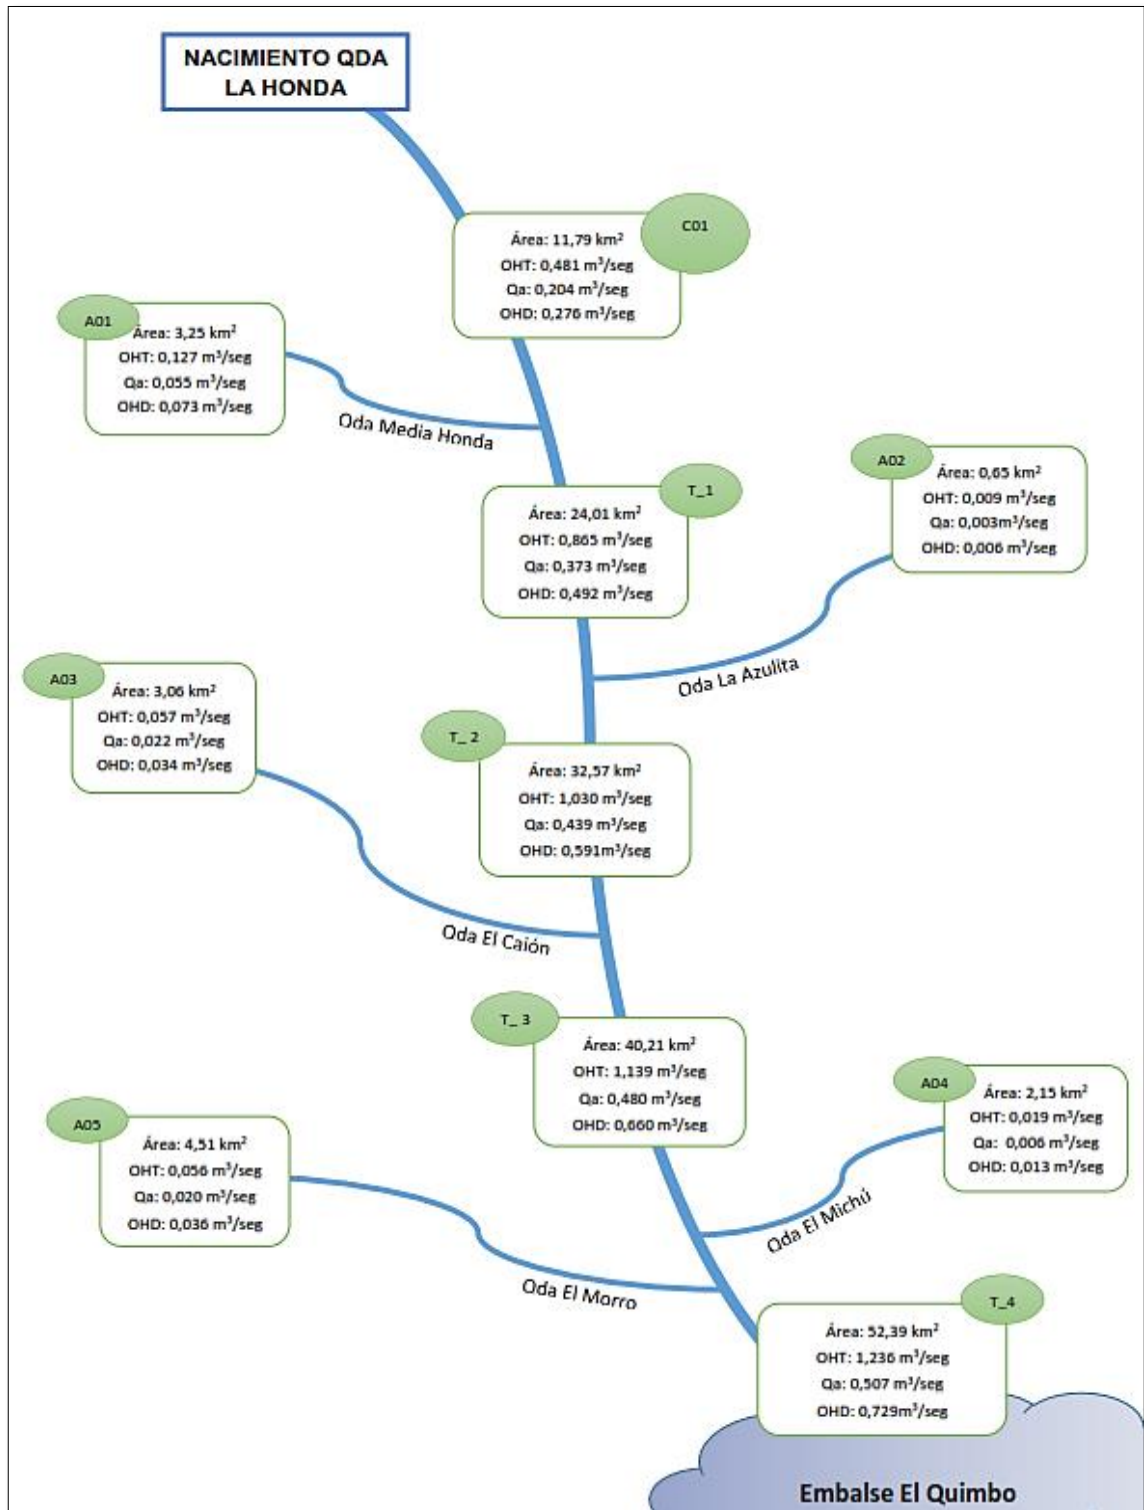 NACIMIENTO QDA
LA HONDA
C01
Área: 11,79 km²
OHT: 0,481 m³/seg
Qa: 0,204 m³/seg
OHD: 0,276 m³/seg
A01
Área: 3,25 km²
OHT: 0,127 m³/seg
Qa: 0,055 m³/seg
OHD: 0,073 m³/seg
Qda Media Honda
T_1
Área: 24,01 km²
OHT: 0,865 m³/seg
Qa: 0,373 m³/seg
OHD: 0,492 m³/seg
A02
Área: 0,65 km²
OHT: 0,009 m³/seg
Qa: 0,003m³/seg
OHD: 0,006 m³/seg
Qda La Azulita
A03
Área: 3,06 km²
OHT: 0,057 m³/seg
Qa: 0,022 m³/seg
OHD: 0,034 m³/seg
T_ 2
Área: 32,57 km²
OHT: 1,030 m³/seg
Qa: 0,439 m³/seg
OHD: 0,591m³/seg
Qda El Caión
T_ 3
Área: 40,21 km²
OHT: 1,139 m³/seg
Qa: 0,480 m³/seg
OHD: 0,660 m³/seg
A04
Área: 2,15 km²
OHT: 0,019 m³/seg
Qa: 0,006 m³/seg
OHD: 0,013 m³/seg
Qda El Michú
A05
Área: 4,51 km²
OHT: 0,056 m³/seg
Qa: 0,020 m³/seg
OHD: 0,036 m³/seg
Qda El Morro
T_4
Área: 52,39 km²
OHT: 1,236 m³/seg
Qa: 0,507 m³/seg
OHD: 0,729m³/seg
Embalse El Quimbo